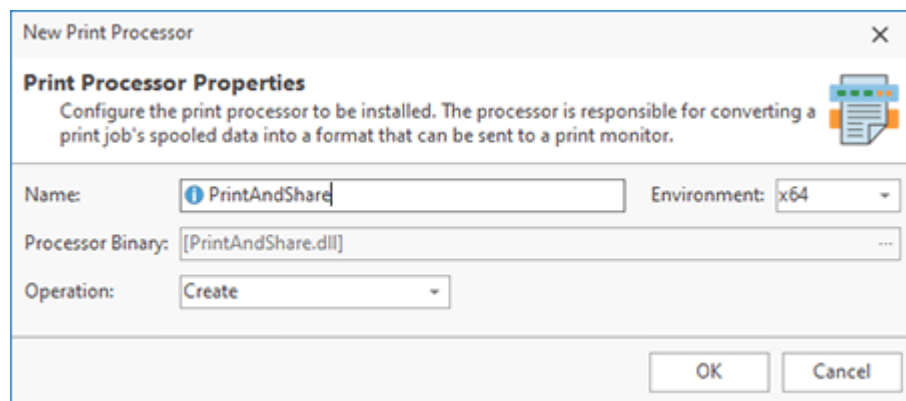 New Print Processor
Print Processor Properties
Configure the print processor to be installed. The processor is responsible for converting a
print job's spooled data into a format that can be sent to a print monitor.
Name: PrintAndShare Environment: x64
Processor Binary: [PrintAndShare.dll] ...
Operation: Create
OK Cancel